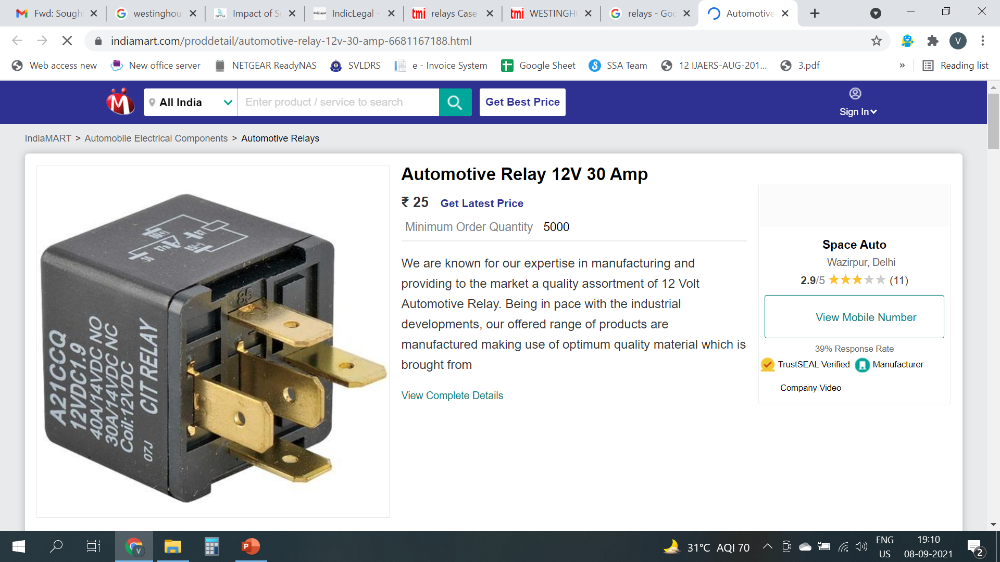 Fwd: Sough
westinghou
Impact of S
IndicLegal -
relays Case
WESTINGH
relays - Goo
Automotive
indiamart.com/proddetail/automotive-relay-12v-30-amp-6681167188.html
V
Web access new
New office server
NETGEAR ReadyNAS
SVLDRS
e - Invoice System
Google Sheet
SSA Team
12 IJAERS-AUG-201...
3.pdf
»
Reading list
All India
Enter product / service to search
Get Best Price
Sign In
IndiaMART > Automobile Electrical Components > Automotive Relays
Automotive Relay 12V 30 Amp
₹ 25 Get Latest Price
Minimum Order Quantity 5000
We are known for our expertise in manufacturing and
providing to the market a quality assortment of 12 Volt
Automotive Relay. Being in pace with the industrial
developments, our offered range of products are
manufactured making use of optimum quality material which is
brought from
View Complete Details
A21CCQ
12VDC1.9
40A/14VDC NO
30A/14VDC NC
Coil:12VDC
CIT RELAY
07J
30
87A
87
85(-)
86(+)
85
Space Auto
Wazirpur, Delhi
2.9/5 (11)
View Mobile Number
39% Response Rate
TrustSEAL Verified Manufacturer
Company Video
31°C AQI 70
ENG
US
19:10
08-09-2021
2